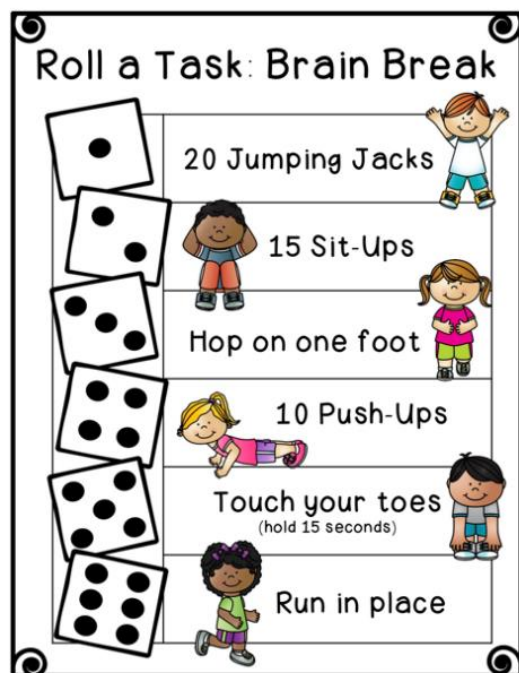 Roll a Task: Brain Break
20 Jumping Jacks
15 Sit-Ups
Hop on one foot
10 Push-Ups
Touch your toes
(hold 15 seconds)
Run in place